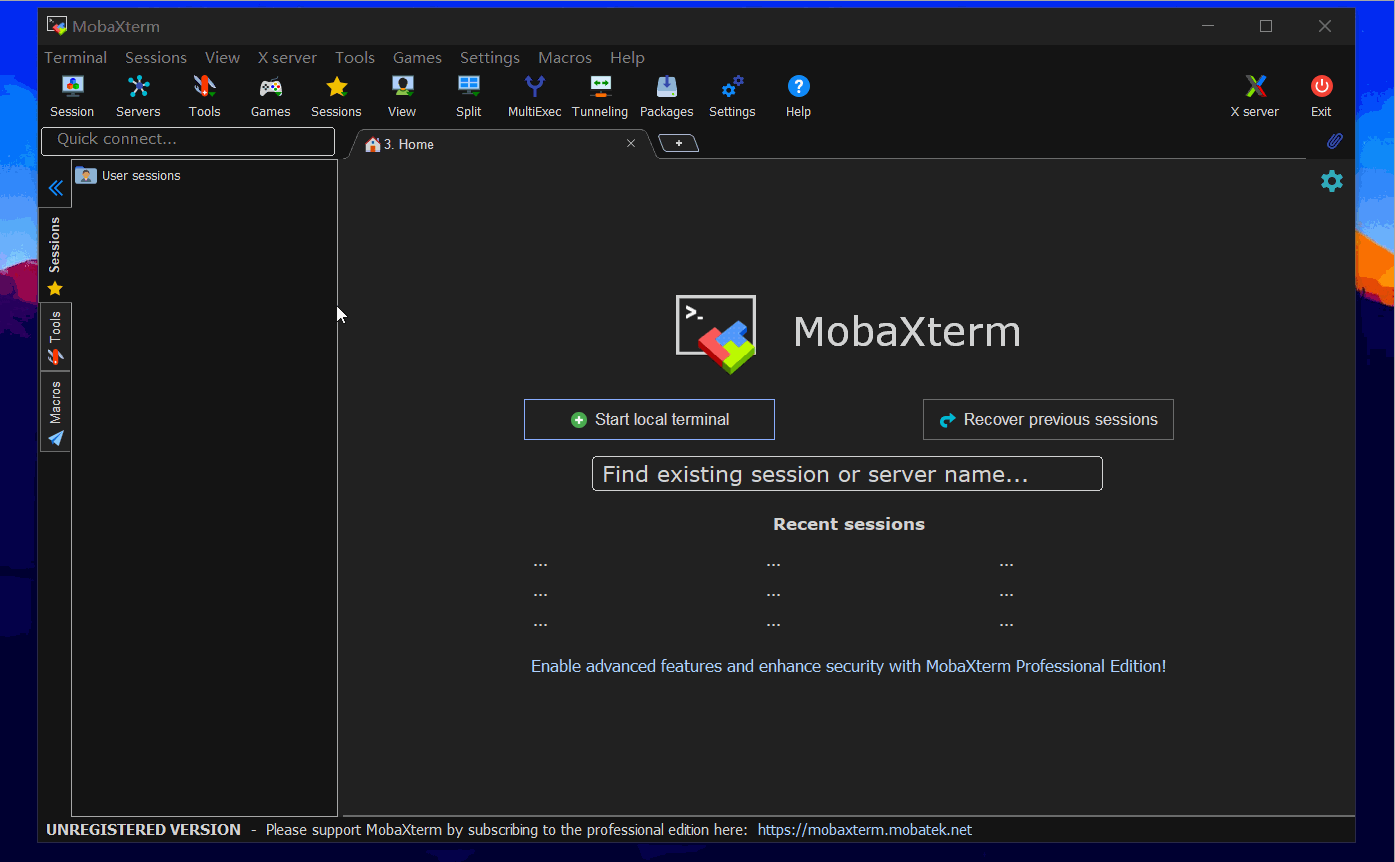 MobaXterm
Terminal Sessions View X server Tools Games Settings Macros Help
Session Servers Tools Games Sessions View Split MultiExec Tunneling Packages Settings Help X server Exit
Quick connect...
3. Home
User sessions
Sessions
Tools
Macros
>_
MobaXterm
Start local terminal
Recover previous sessions
Find existing session or server name...
Recent sessions
... ... ...
... ... ...
... ... ...
Enable advanced features and enhance security with MobaXterm Professional Edition!
UNREGISTERED VERSION - Please support MobaXterm by subscribing to the professional edition here: https://mobaxterm.mobatek.net